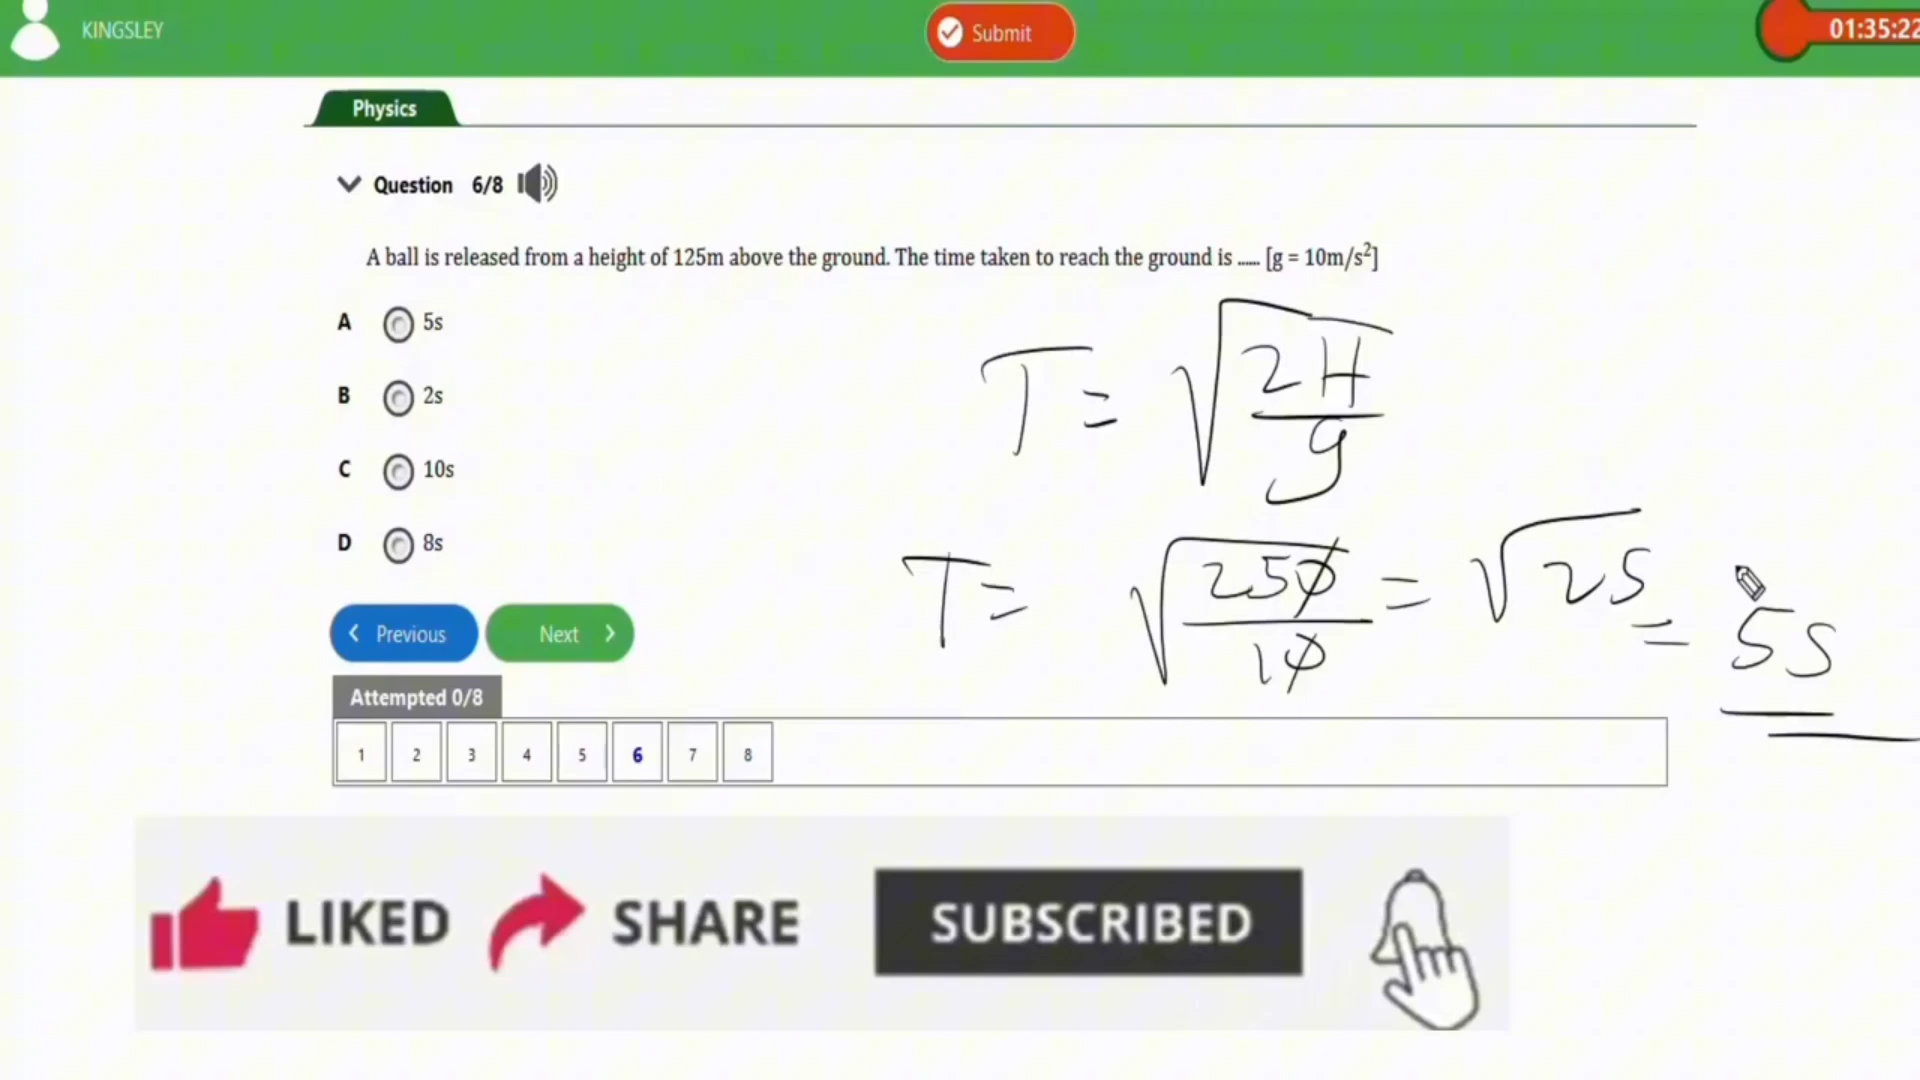 KINGSLEY
Submit
01:35:22
Physics
Question 6/8
A ball is released from a height of 125m above the ground. The time taken to reach the ground is ...... [g = 10m/s²]
A 5s
B 2s
C 10s
D 8s
T = √(2H/g)
T = √(250/10) = √25 = 5s
Previous
Next
Attempted 0/8
1 2 3 4 5 6 7 8
LIKED SHARE SUBSCRIBED